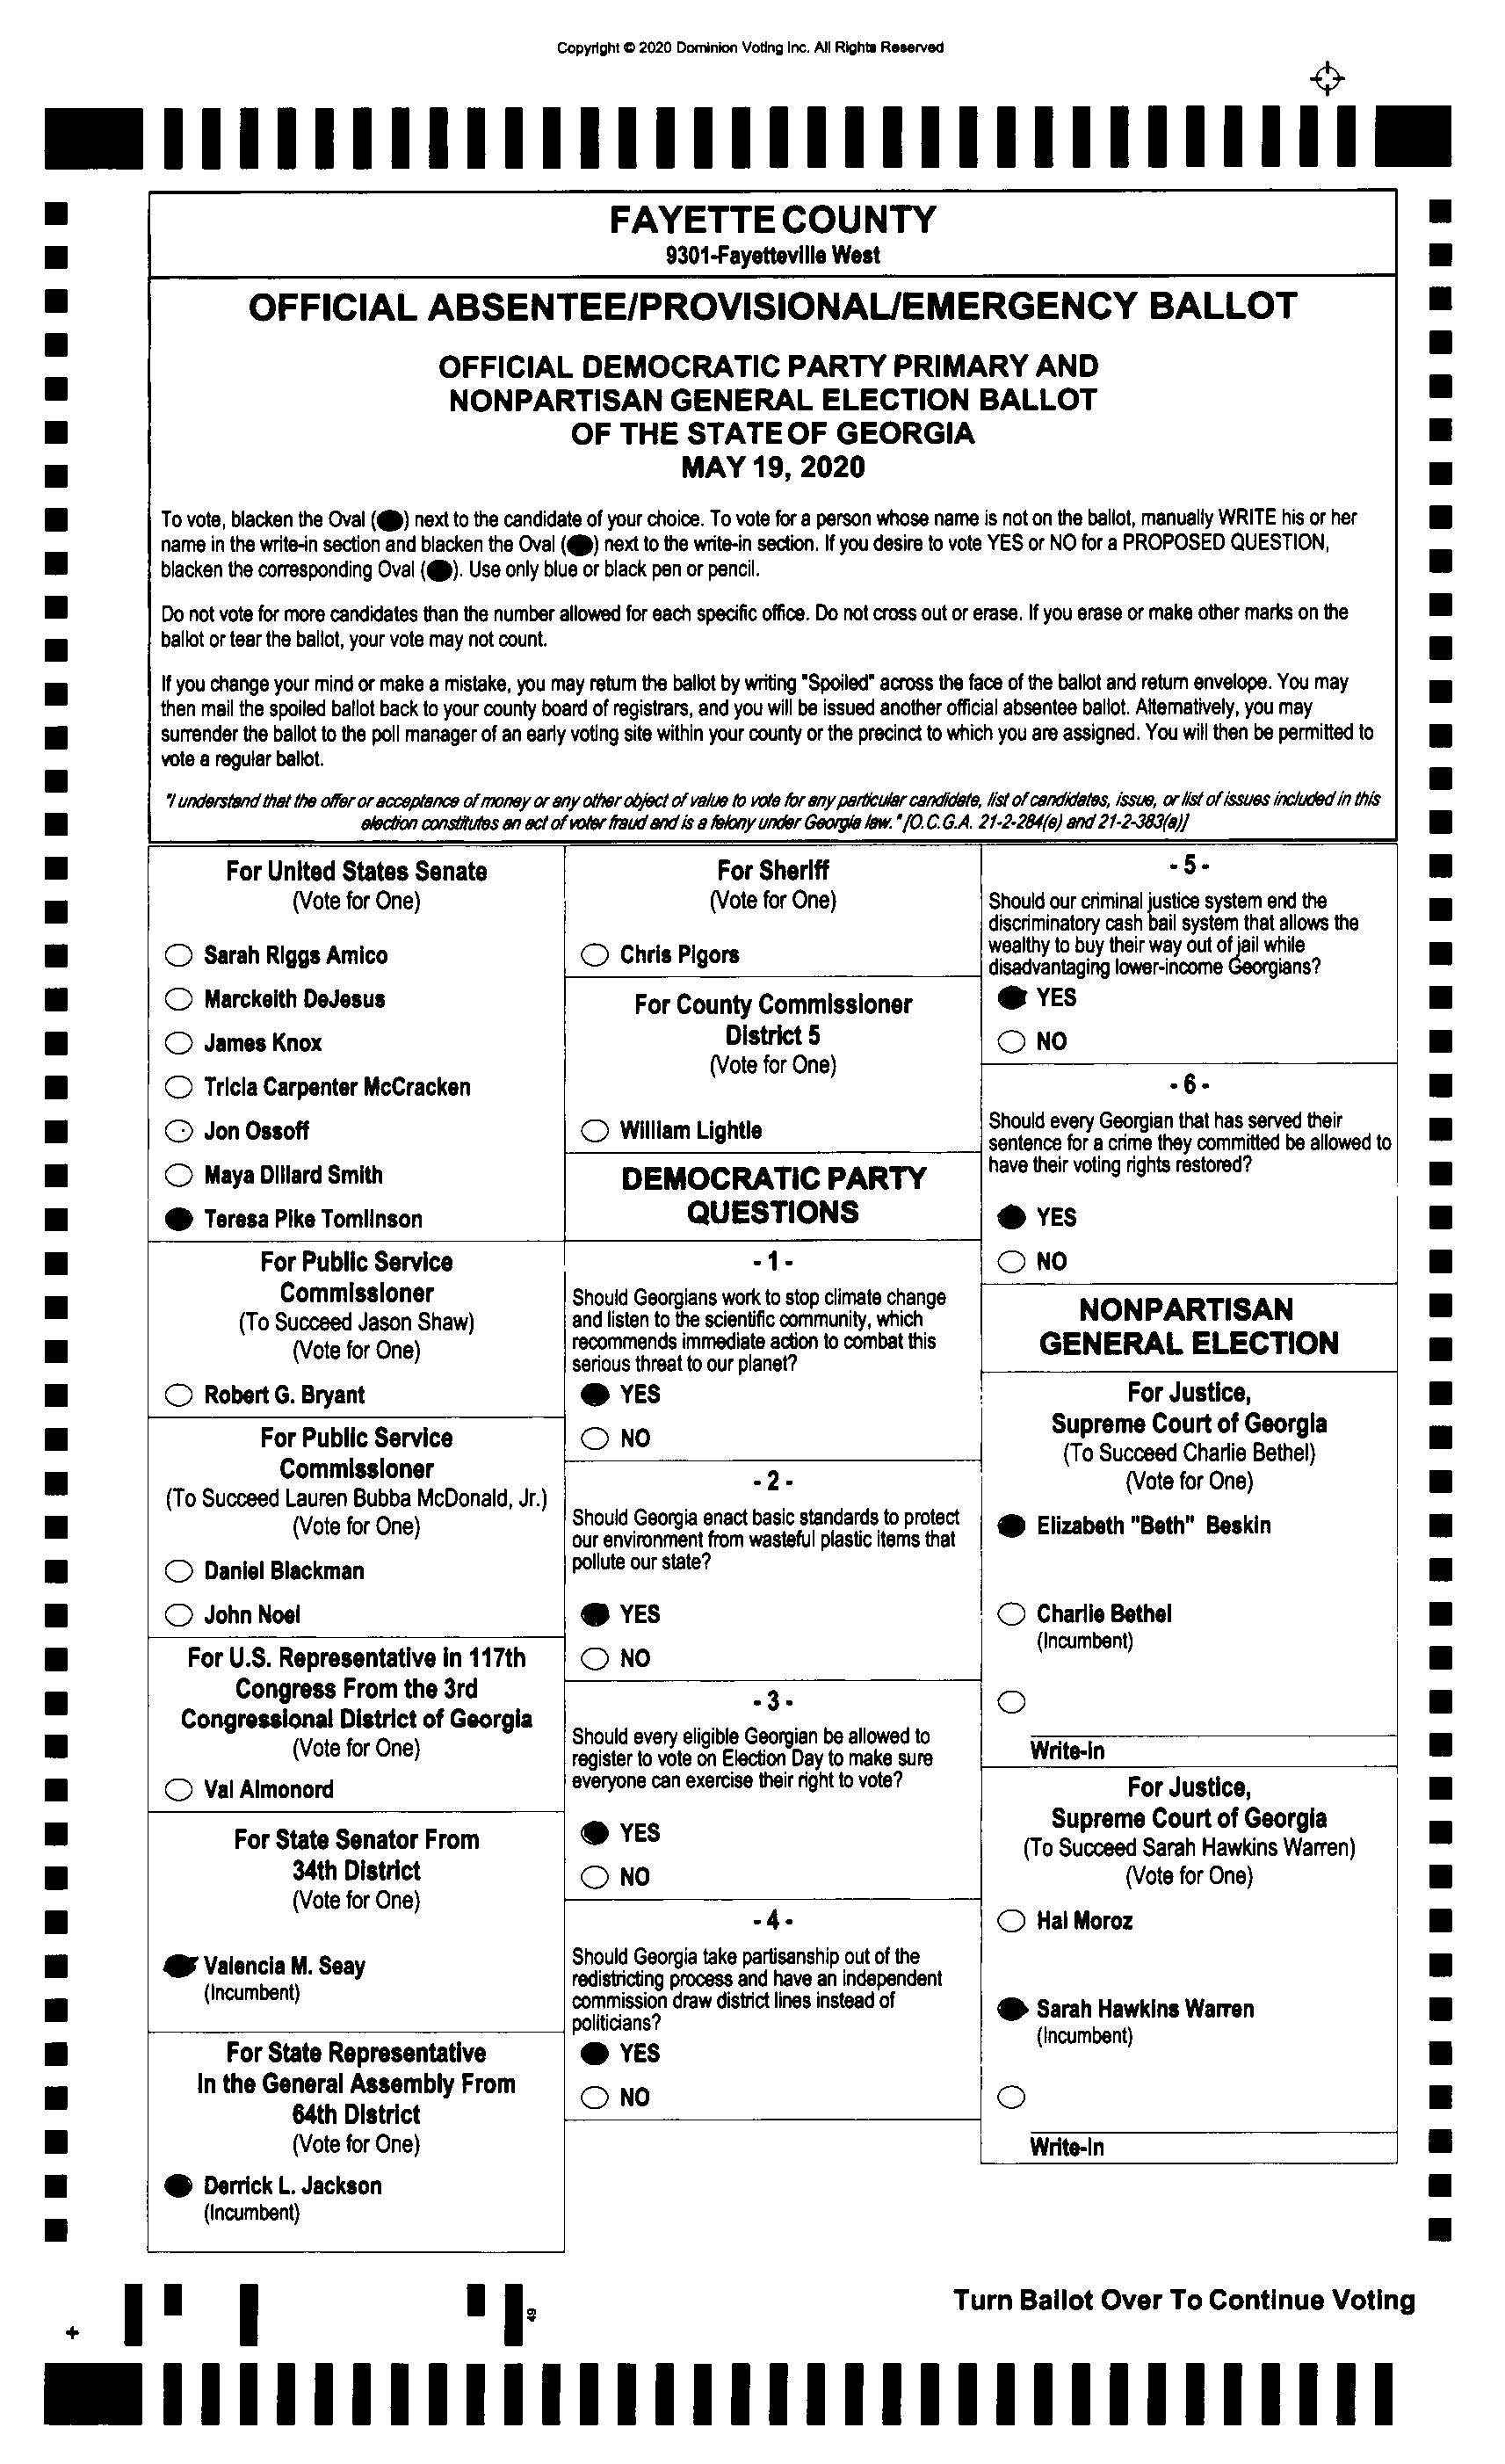 Copyright © 2020 Dominion Voting Inc. All Rights Reserved
FAYETTE COUNTY
9301-Fayetteville West
OFFICIAL ABSENTEE/PROVISIONAL/EMERGENCY BALLOT
OFFICIAL DEMOCRATIC PARTY PRIMARY AND
NONPARTISAN GENERAL ELECTION BALLOT
OF THE STATE OF GEORGIA
MAY 19, 2020
To vote, blacken the Oval ( ) next to the candidate of your choice. To vote for a person whose name is not on the ballot, manually WRITE his or her
name in the write-in section and blacken the Oval ( ) next to the write-in section. If you desire to vote YES or NO for a PROPOSED QUESTION,
blacken the corresponding Oval ( ). Use only blue or black pen or pencil.
Do not vote for more candidates than the number allowed for each specific office. Do not cross out or erase. If you erase or make other marks on the
ballot or tear the ballot, your vote may not count.
If you change your mind or make a mistake, you may return the ballot by writing "Spoiled" across the face of the ballot and return envelope. You may
then mail the spoiled ballot back to your county board of registrars, and you will be issued another official absentee ballot. Alternatively, you may
surrender the ballot to the poll manager of an early voting site within your county or the precinct to which you are assigned. You will then be permitted to
vote a regular ballot.
"I understand that the offer or acceptance of money or any other object of value to vote for any particular candidate, list of candidates, issue, or list of issues included in this
election constitutes an act of voter fraud and is a felony under Georgia law." [O.C.G.A. 21-2-284(e) and 21-2-383(a)]
For United States Senate
(Vote for One)
Sarah Riggs Amico
Marckeith DeJesus
James Knox
Tricia Carpenter McCracken
Jon Ossoff
Maya Dillard Smith
Teresa Pike Tomlinson
For Public Service
Commissioner
(To Succeed Jason Shaw)
(Vote for One)
Robert G. Bryant
For Public Service
Commissioner
(To Succeed Lauren Bubba McDonald, Jr.)
(Vote for One)
Daniel Blackman
John Noel
For U.S. Representative in 117th
Congress From the 3rd
Congressional District of Georgia
(Vote for One)
Val Almonord
For State Senator From
34th District
(Vote for One)
Valencia M. Seay
(Incumbent)
For State Representative
In the General Assembly From
64th District
(Vote for One)
Derrick L. Jackson
(Incumbent)
For Sheriff
(Vote for One)
Chris Pigors
For County Commissioner
District 5
(Vote for One)
William Lightle
DEMOCRATIC PARTY
QUESTIONS
- 1 -
Should Georgians work to stop climate change
and listen to the scientific community, which
recommends immediate action to combat this
serious threat to our planet?
YES
NO
- 2 -
Should Georgia enact basic standards to protect
our environment from wasteful plastic items that
pollute our state?
YES
NO
- 3 -
Should every eligible Georgian be allowed to
register to vote on Election Day to make sure
everyone can exercise their right to vote?
YES
NO
- 4 -
Should Georgia take partisanship out of the
redistricting process and have an independent
commission draw district lines instead of
politicians?
YES
NO
- 5 -
Should our criminal justice system end the
discriminatory cash bail system that allows the
wealthy to buy their way out of jail while
disadvantaging lower-income Georgians?
YES
NO
- 6 -
Should every Georgian that has served their
sentence for a crime they committed be allowed to
have their voting rights restored?
YES
NO
NONPARTISAN
GENERAL ELECTION
For Justice,
Supreme Court of Georgia
(To Succeed Charlie Bethel)
(Vote for One)
Elizabeth "Beth" Beskin
Charlie Bethel
(Incumbent)
Write-in
For Justice,
Supreme Court of Georgia
(To Succeed Sarah Hawkins Warren)
(Vote for One)
Hal Moroz
Sarah Hawkins Warren
(Incumbent)
Write-in
Turn Ballot Over To Continue Voting
49